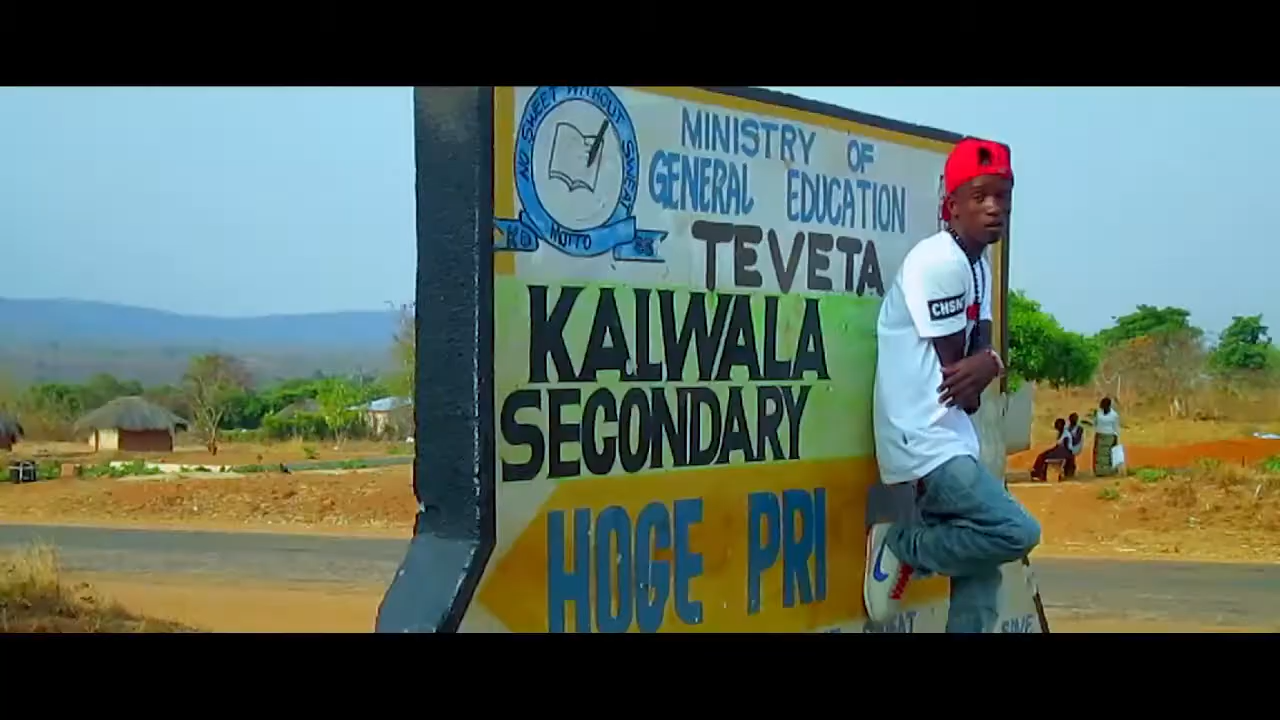 NO SWEET WITHOUT SWEAT
MOTTO
MINISTRY OF
GENERAL EDUCATION
TEVETA
KALWALA
SECONDARY
HOGE PRI
CHSN